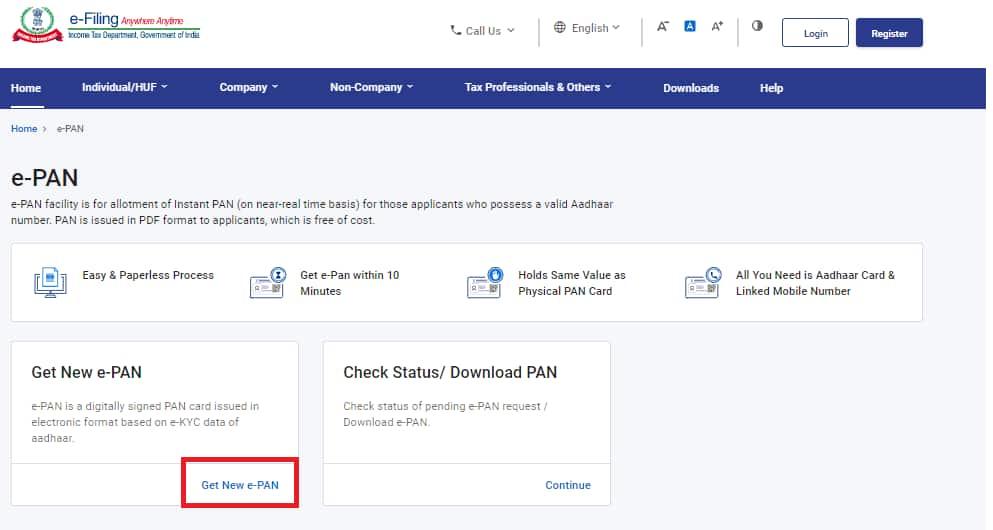 e-Filing Anywhere Anytime
Income Tax Department, Government of India
Call Us
English
A-
A
A+
Login
Register
Home
Individual/HUF
Company
Non-Company
Tax Professionals & Others
Downloads
Help
Home > e-PAN
e-PAN
e-PAN facility is for allotment of Instant PAN (on near-real time basis) for those applicants who possess a valid Aadhaar
number. PAN is issued in PDF format to applicants, which is free of cost.
Easy & Paperless Process
Get e-Pan within 10
Minutes
Holds Same Value as
Physical PAN Card
All You Need is Aadhaar Card &
Linked Mobile Number
Get New e-PAN
e-PAN is a digitally signed PAN card issued in
electronic format based on e-KYC data of
aadhaar.
Get New e-PAN
Check Status/ Download PAN
Check status of pending e-PAN request /
Download e-PAN.
Continue